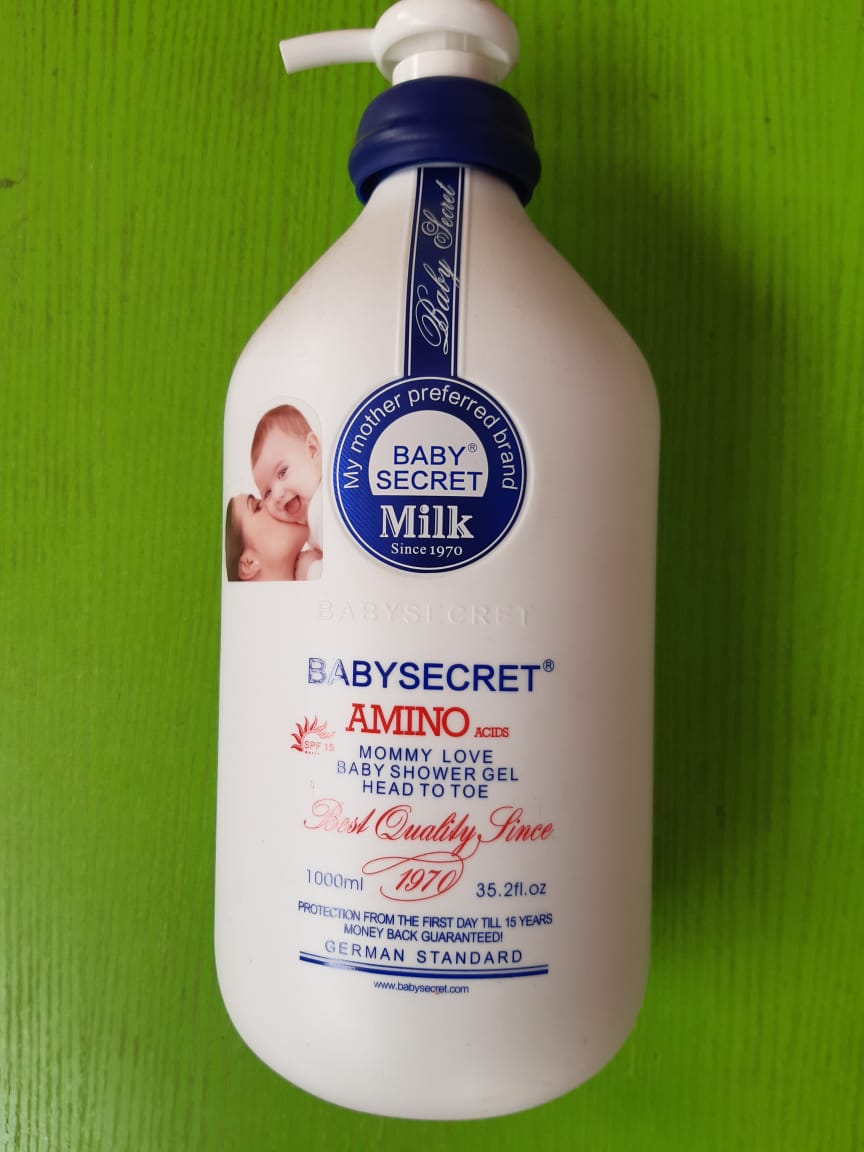 Baby Secret
My mother preferred brand
BABY®
SECRET
Milk
Since 1970
BABYSECRET
BABYSECRET®
AMINO ACIDS
SPF 15
MOMMY LOVE
BABY SHOWER GEL
HEAD TO TOE
Best Quality Since
1970
1000ml
35.2fl.oz
PROTECTION FROM THE FIRST DAY TILL 15 YEARS
MONEY BACK GUARANTEED!
GERMAN STANDARD
www.babysecret.com